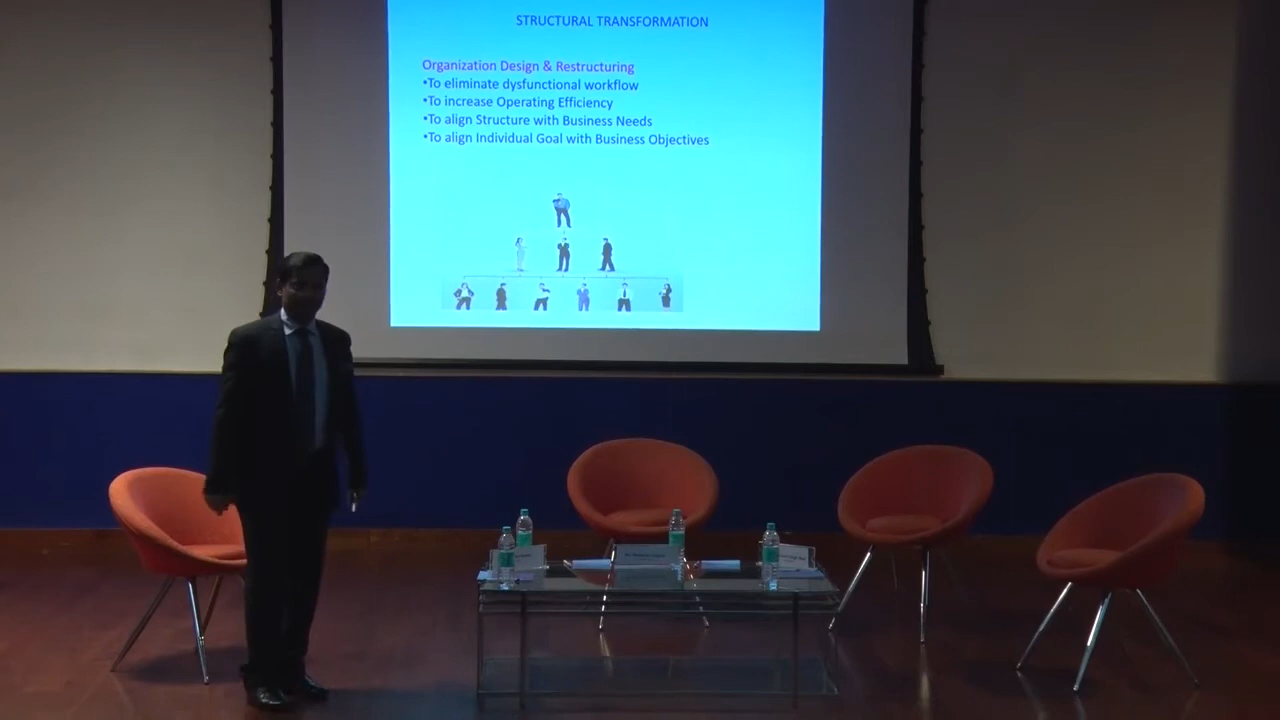 STRUCTURAL TRANSFORMATION
Organization Design & Restructuring
•To eliminate dysfunctional workflow
•To increase Operating Efficiency
•To align Structure with Business Needs
•To align Individual Goal with Business Objectives